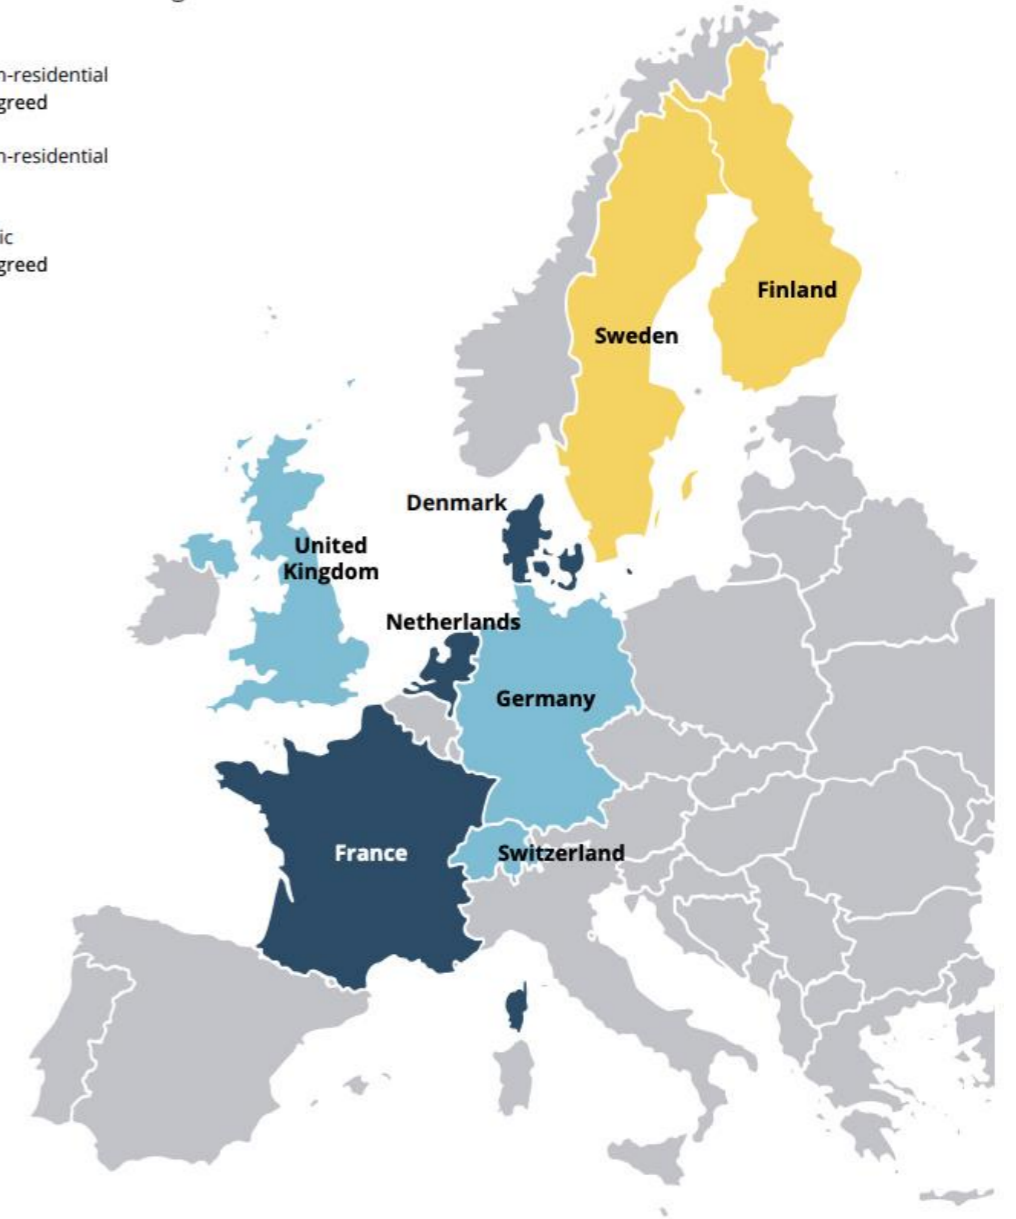 n-residential
greed
n-residential
ic
greed
Finland
Sweden
Denmark
United
Kingdom
Netherlands
Germany
France
Switzerland